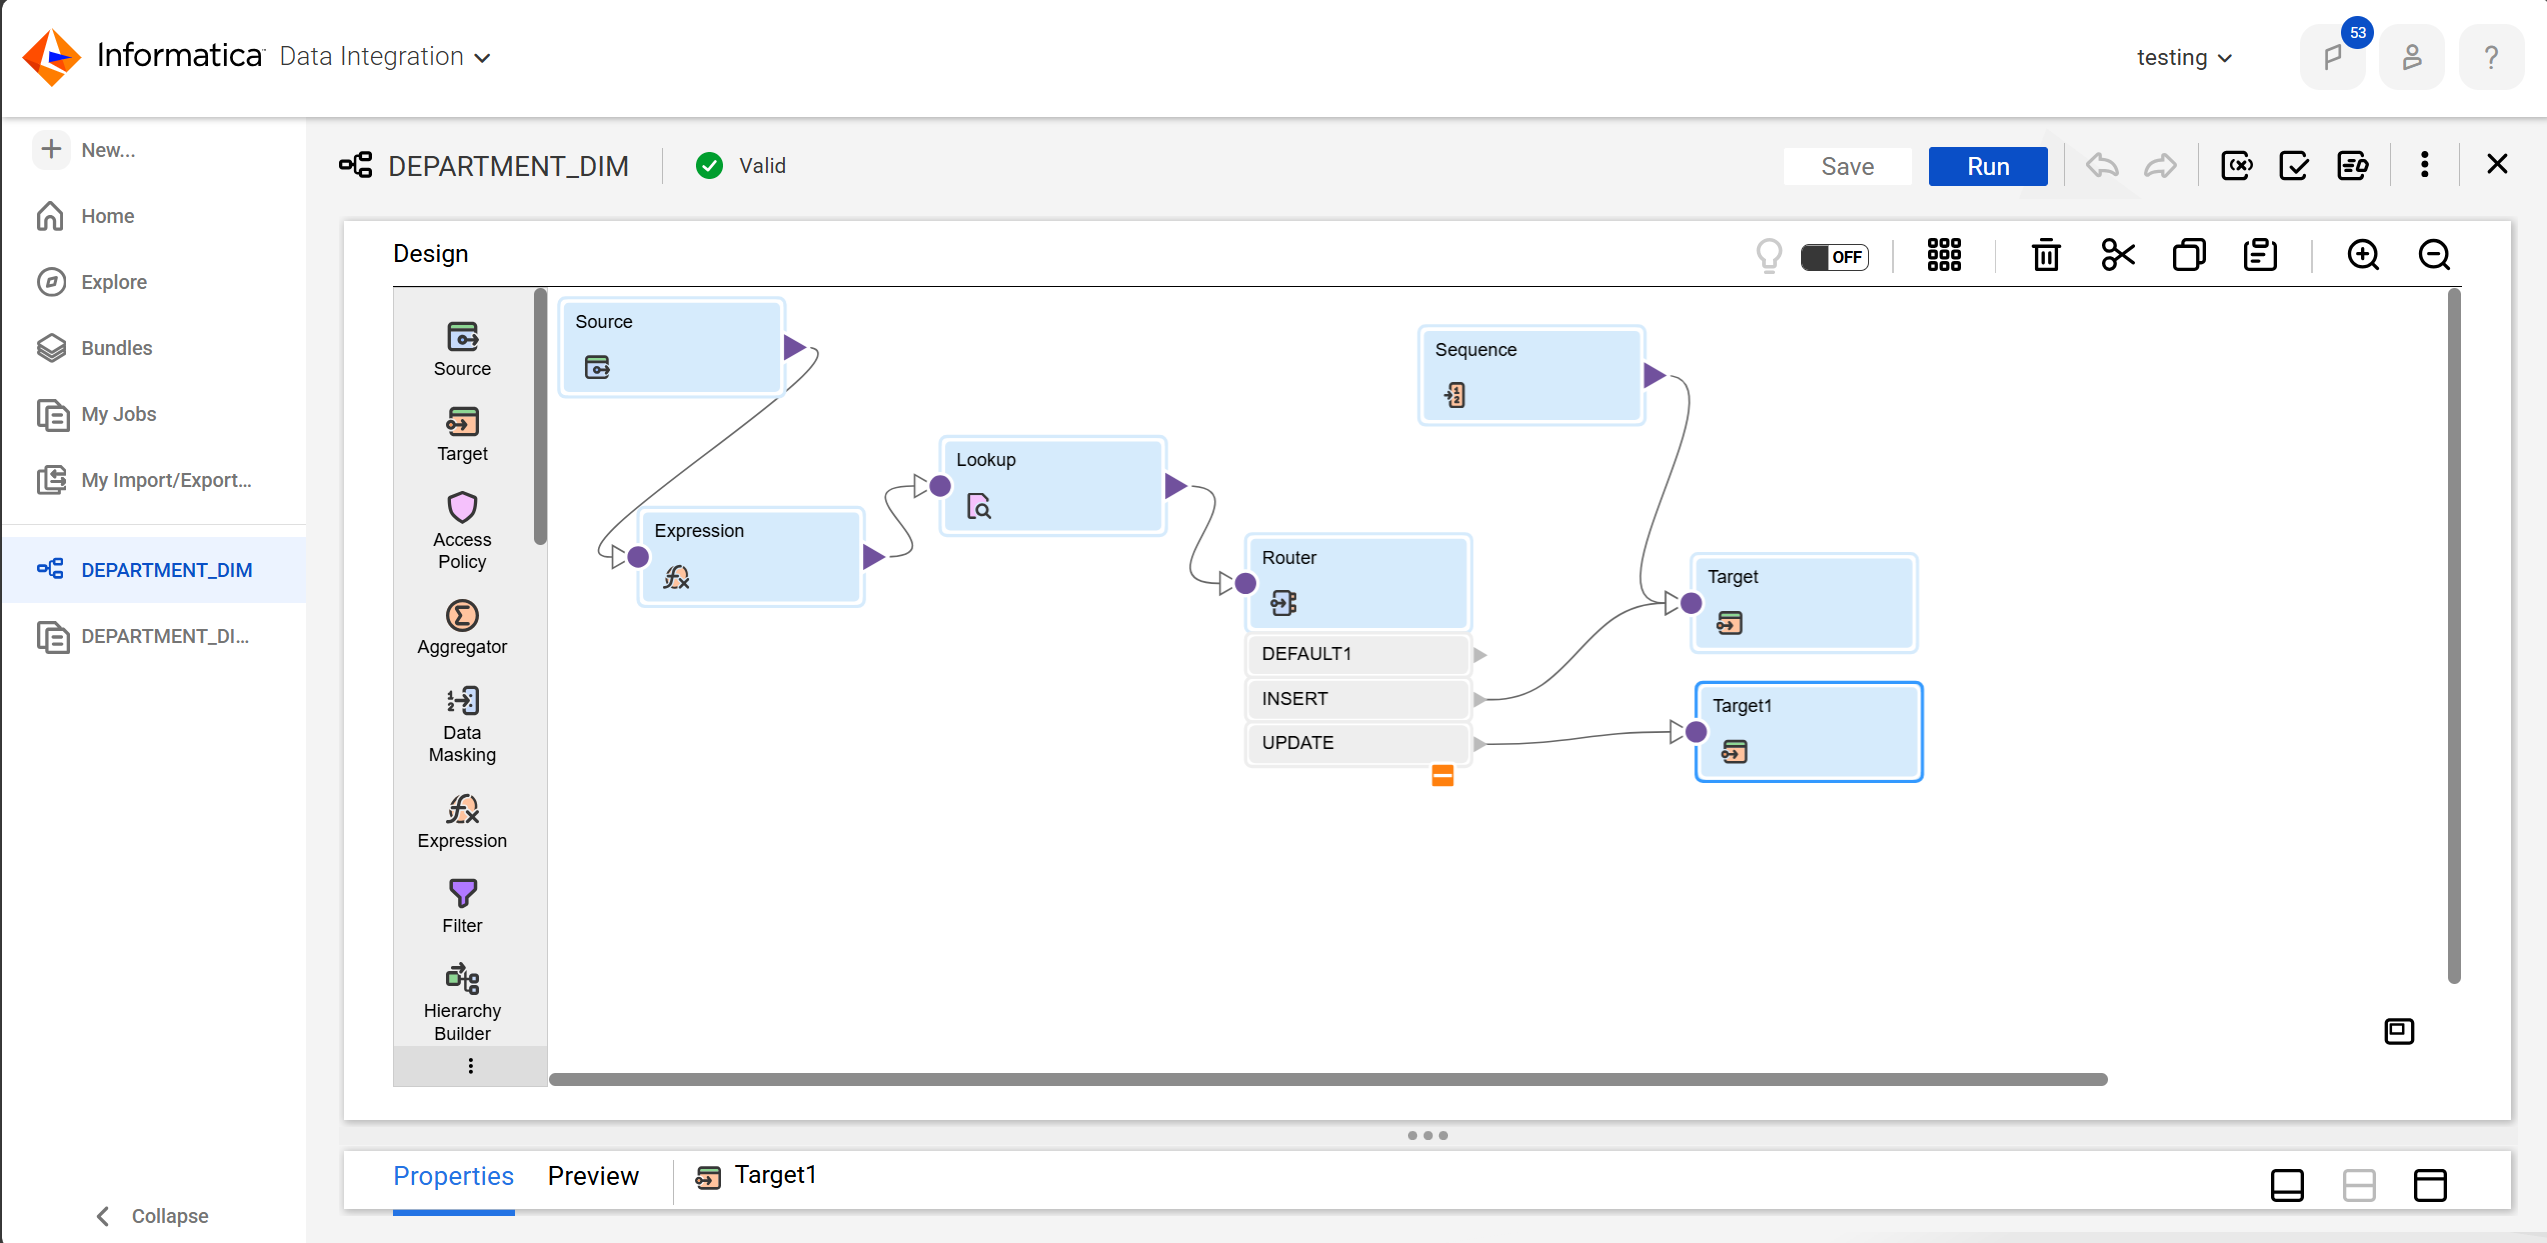 Informatica Data Integration
testing
53
?
New...
Home
Explore
Bundles
My Jobs
My Import/Export...
DEPARTMENT_DIM
DEPARTMENT_DI...
Collapse
DEPARTMENT_DIM
Valid
Save
Run
Design
OFF
Source
Target
Access
Policy
Aggregator
Data
Masking
Expression
Filter
Hierarchy
Builder
Source
Expression
Lookup
Router
DEFAULT1
INSERT
UPDATE
Sequence
Target
Target1
Properties
Preview
Target1